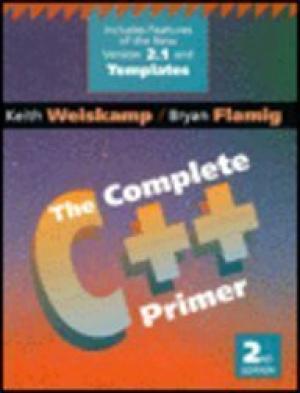 Includes Features
of the New
Version 2.1 and
Templates
Keith Weiskamp / Bryan Flamig
The Complete
C++
Primer
2ND
EDITION